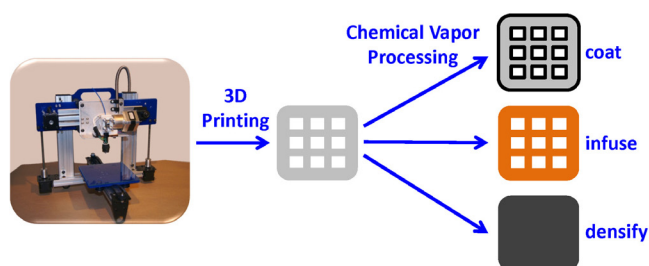 3D
Printing
Chemical Vapor
Processing
coat
infuse
densify